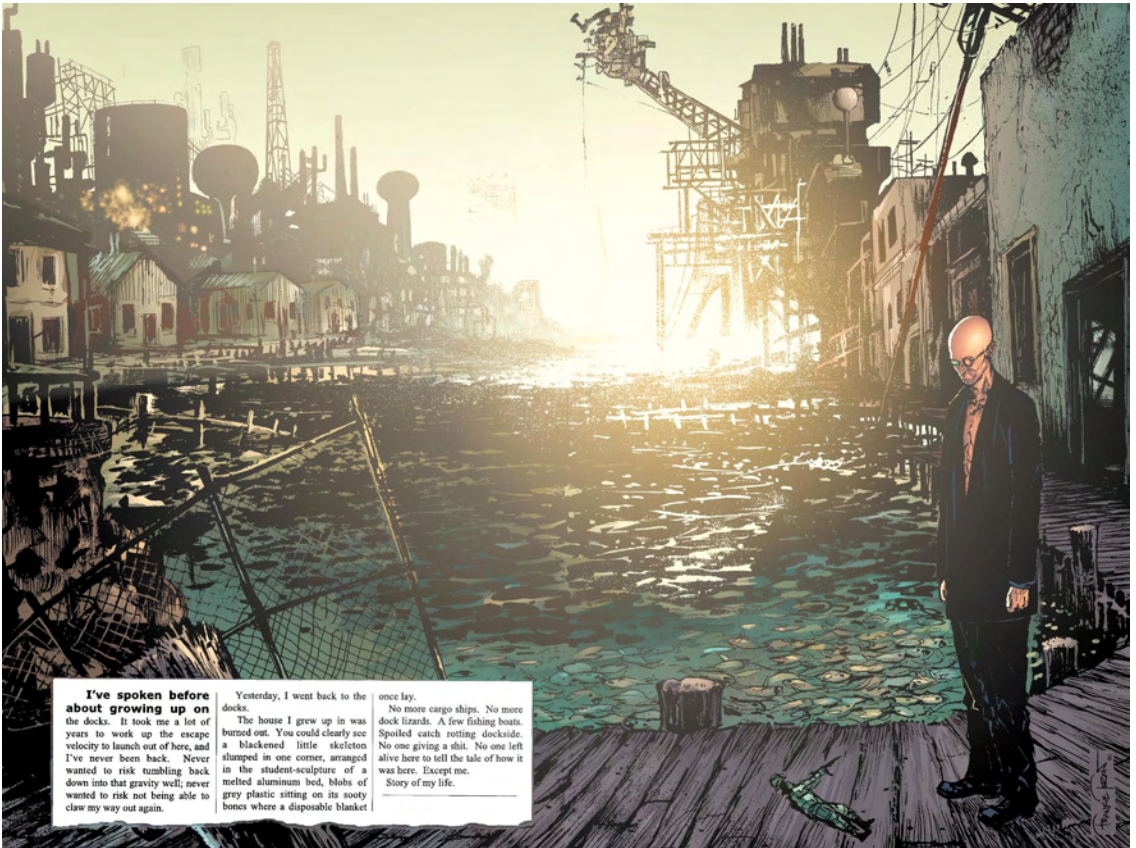 I've spoken before
about growing up on
the docks. It took me a lot of
years to work up the escape
velocity to launch out of here, and
I've never been back. Never
wanted to risk tumbling back
down into that gravity well; never
wanted to risk not being able to
claw my way out again.
Yesterday, I went back to the
docks.
The house I grew up in was
burned out. You could clearly see
a blackened little skeleton
slumped in one corner, arranged
in the student-sculpture of a
melted aluminum bed, blobs of
grey plastic sitting on its sooty
bones where a disposable blanket
once lay.
No more cargo ships. No more
dock lizards. A few fishing boats.
Spoiled catch rotting dockside.
No one giving a shit. No one left
alive here to tell the tale of how it
was here. Except me.
Story of my life.